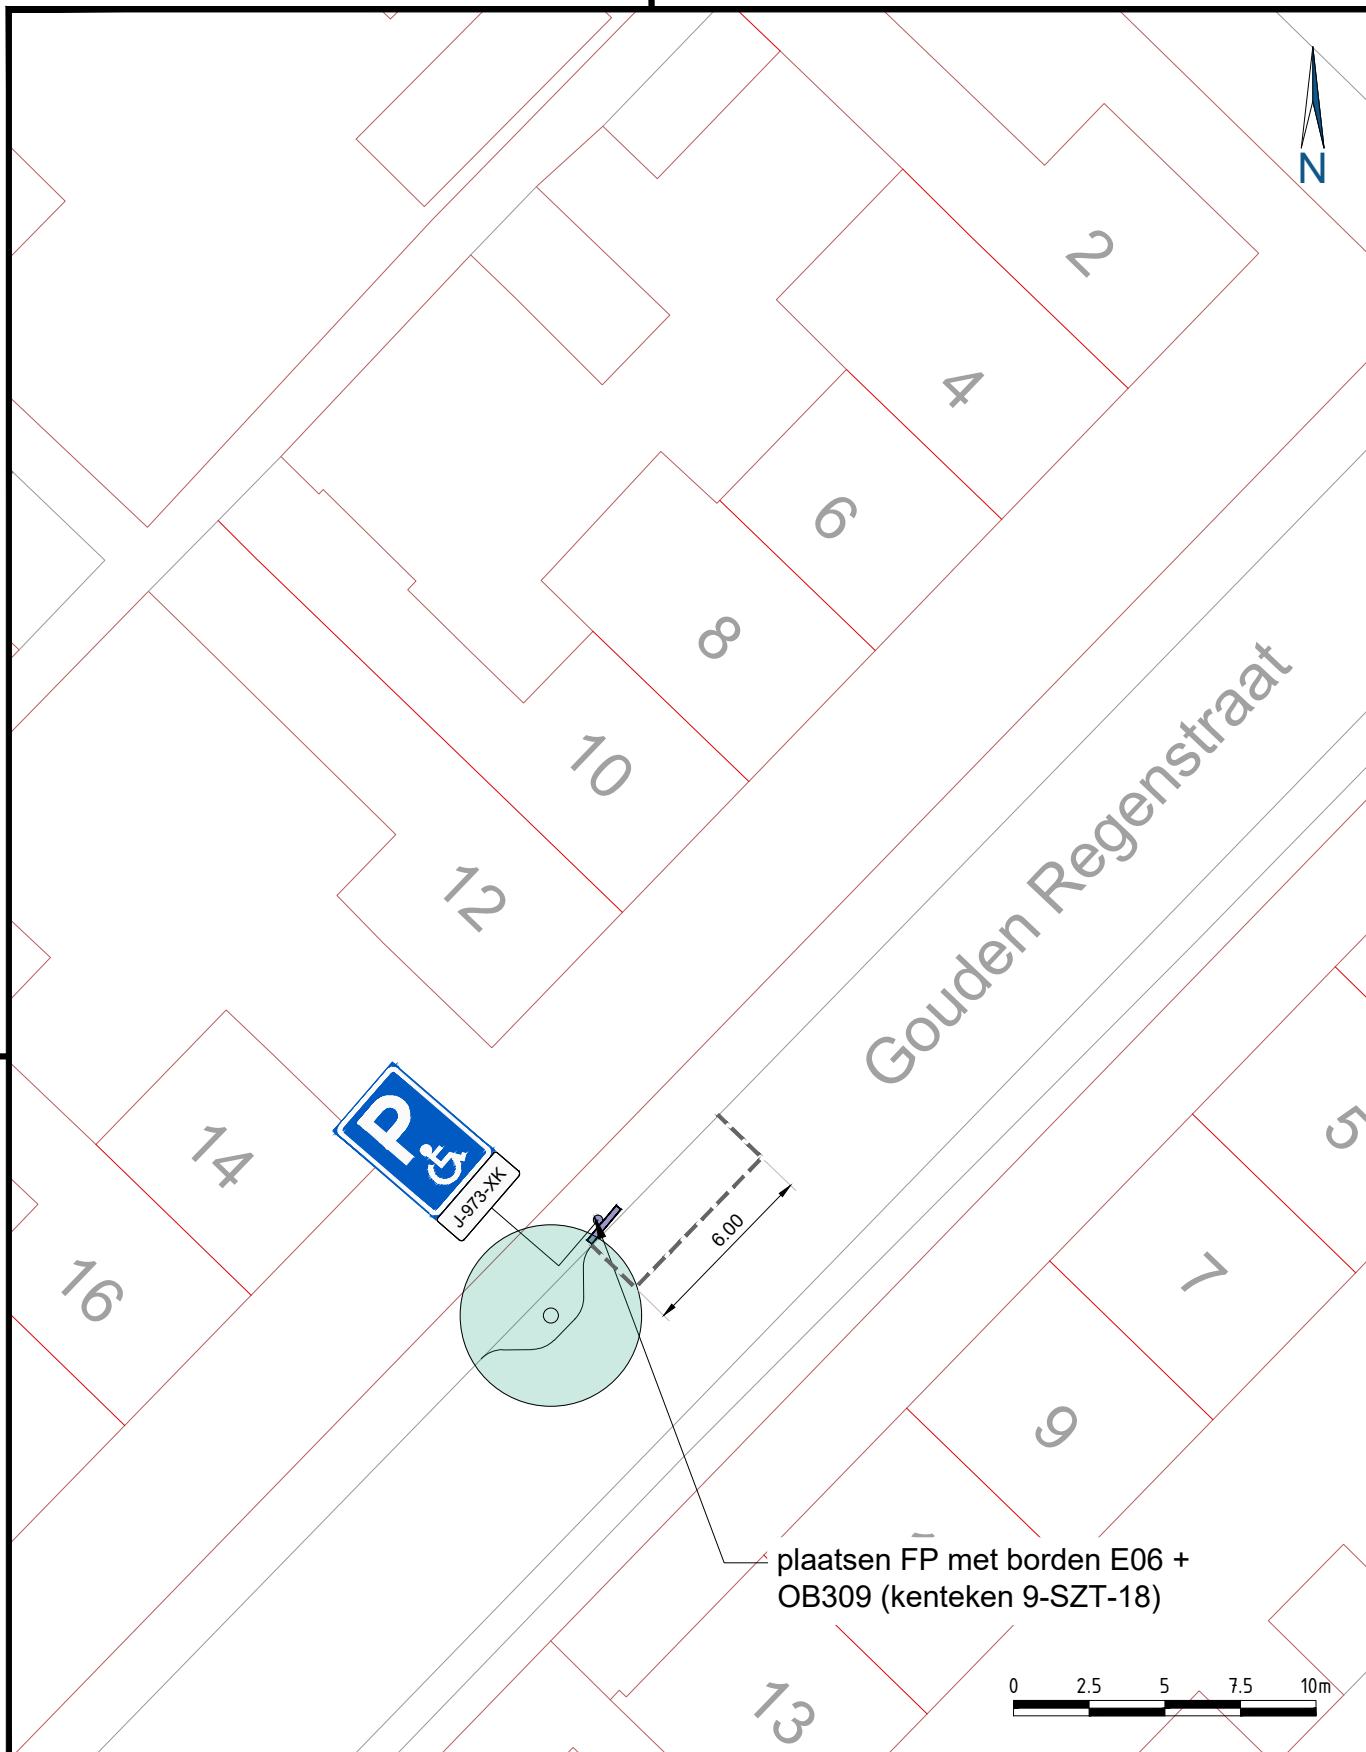 N
2
4
6
8
10
12
14
16
Gouden Regenstraat
5
7
9
13
P
J-973-XK
6.00
plaatsen FP met borden E06 +
OB309 (kenteken 9-SZT-18)
0 2.5 5 7.5 10m